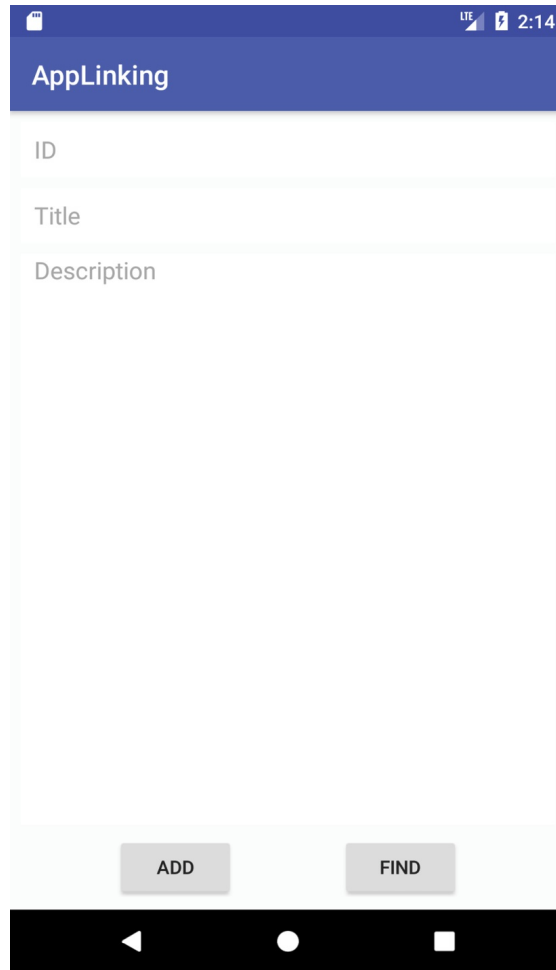 LTE 2:14
AppLinking
ID
Title
Description
ADD FIND